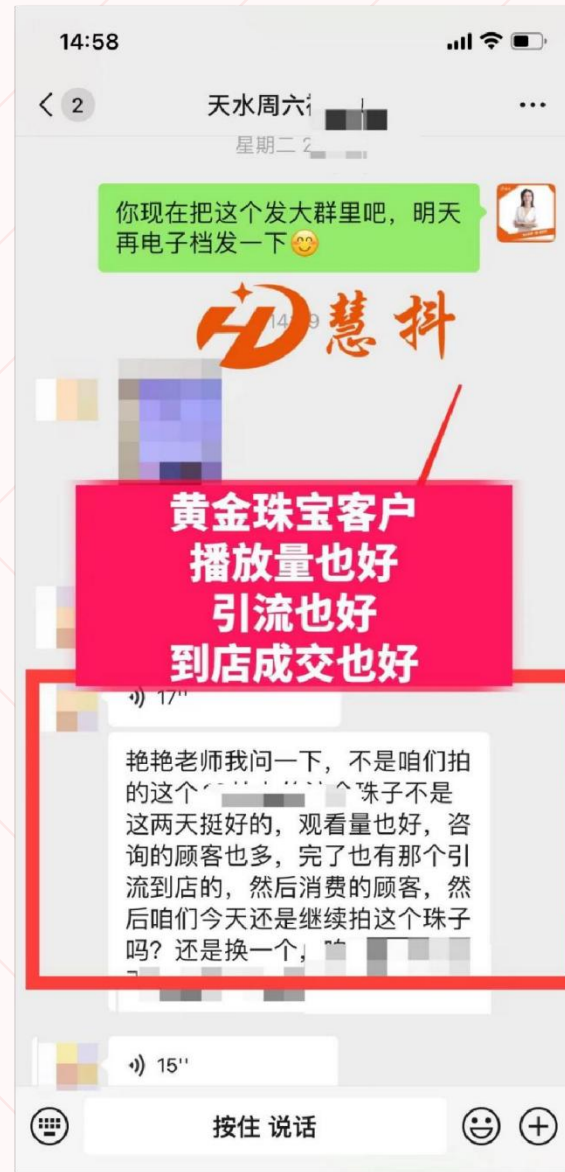 14:58
2
天水周六
星期二
你现在把这个发大群里吧，明天
再电子档发一下
慧抖
黄金珠宝客户
播放量也好
引流也好
到店成交也好
17''
艳艳老师我问一下，不是咱们拍
的这个 珠子不是
这两天挺好的，观看量也好，咨
询的顾客也多，完了也有那个引
流到店的，然后消费的顾客，然
后咱们今天还是继续拍这个珠子
吗？还是换一个，
15''
按住 说话